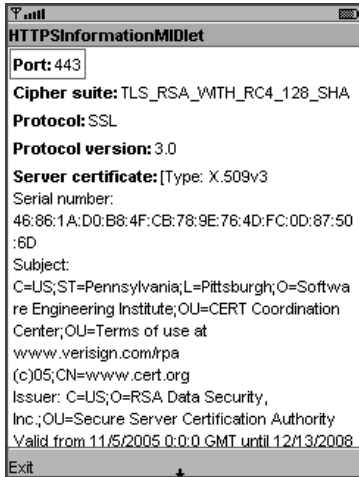 HTTPSInformationMIDlet
Port: 443
Cipher suite: TLS_RSA_WITH_RC4_128_SHA
Protocol: SSL
Protocol version: 3.0
Server certificate: [Type: X.509v3
Serial number:
46:86:1A:D0:B8:4F:CB:78:9E:76:4D:FC:0D:87:50
:6D
Subject:
C=US;ST=Pennsylvania;L=Pittsburgh;O=Softwa
re Engineering Institute;OU=CERT Coordination
Center;OU=Terms of use at
www.verisign.com/rpa
(c)05;CN=www.cert.org
Issuer: C=US;O=RSA Data Security,
Inc.;OU=Secure Server Certification Authority
Valid from 11/5/2005 0:0:0 GMT until 12/13/2008
Exit